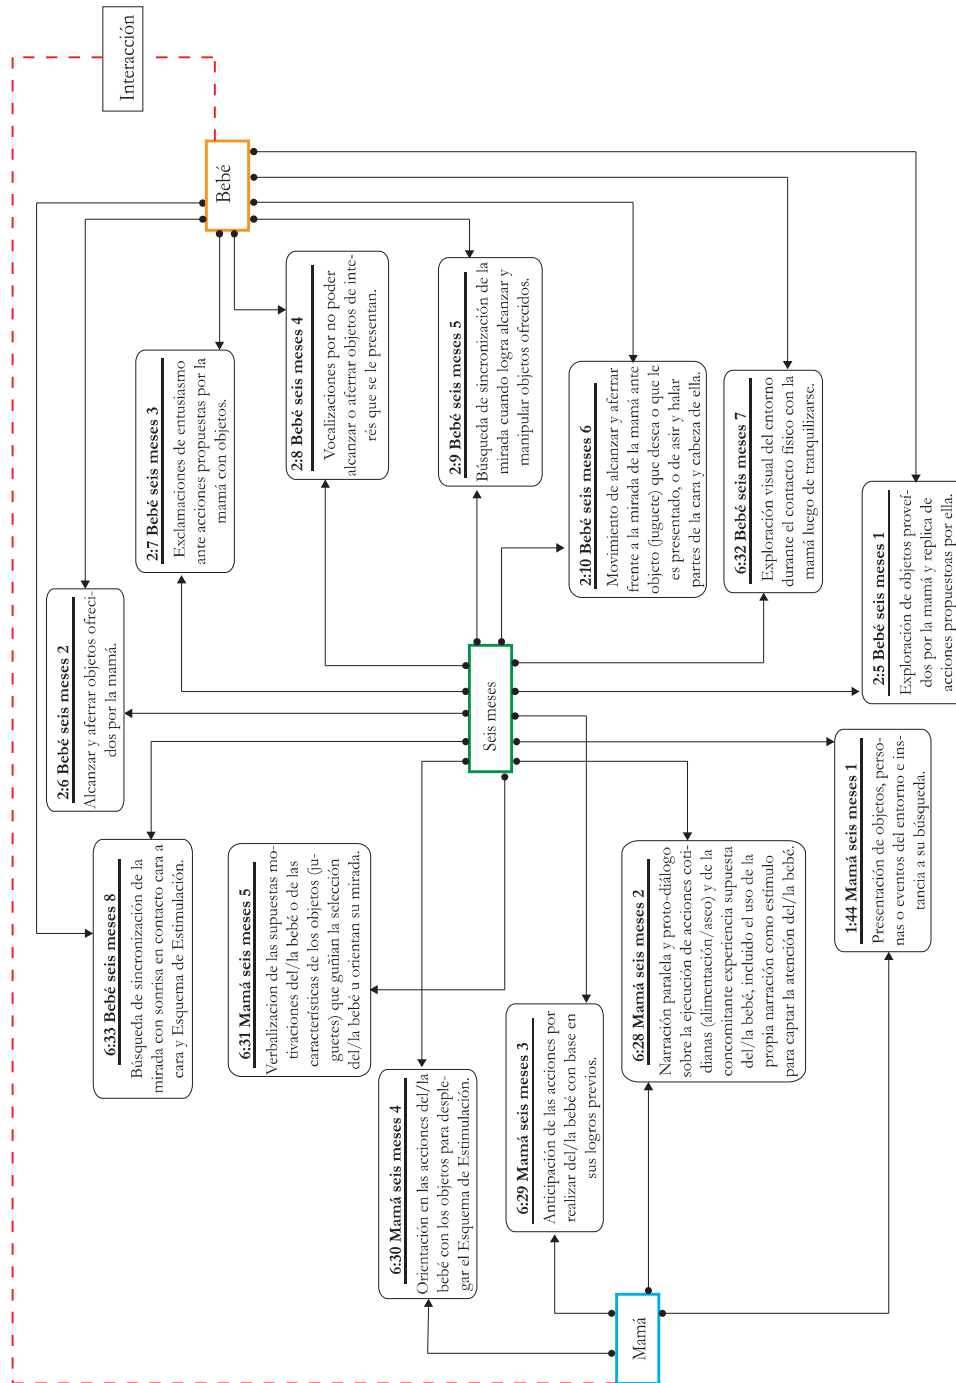 Interacción
Bebé
Seis meses
Mamá
6:33 Bebé seis meses 8
Búsqueda de sincronización de la
mirada con sonrisa en contacto cara a
cara y Esquema de Estimulación.
2:6 Bebé seis meses 2
Alcanzar y aferrar objetos ofreci-
dos por la mamá.
2:7 Bebé seis meses 3
Exclamaciones de entusiasmo
ante acciones propuestas por la
mamá con objetos.
2:8 Bebé seis meses 4
Vocalizaciones por no poder
alcanzar o aferrar objetos de inte-
rés que se le presentan.
2:9 Bebé seis meses 5
Búsqueda de sincronización de la
mirada cuando logra alcanzar y
manipular objetos ofrecidos.
2:10 Bebé seis meses 6
Movimiento de alcanzar y aferrar
frente a la mirada de la mamá ante
objeto (juguete) que desea o que le
es presentado, o de asir y halar
partes de la cara y cabeza de ella.
6:32 Bebé seis meses 7
Exploración visual del entorno
durante el contacto físico con la
mamá luego de tranquilizarse.
2:5 Bebé seis meses 1
Exploración de objetos proveí-
dos por la mamá y replica de
acciones propuestoas por ella.
6:31 Mamá seis meses 5
Verbalizacion de las supuestas mo-
tivaciones del/la bebé o de las
características de los objetos (ju-
guetes) que guñian la selección
del/la bebé u orientan su mirada.
6:30 Mamá seis meses 4
Orientación en las acciones del/la
bebé con los objetos para desple-
gar el Esquema de Estimulación.
6:29 Mamá seis meses 3
Anticipación de las acciones por
realizar del/la bebé con base en
sus logros previos.
6:28 Mamá seis meses 2
Narración paralela y proto-diálogo
sobre la ejecución de acciones coti-
dianas (alimentación/aseo) y de la
concomitante experiencia supuesta
del/la bebé, incluido el uso de la
propia narración como estímulo
para captar la atención del/la bebé.
1:44 Mamá seis meses 1
Presentación de objetos, perso-
nas o eventos del entorno e ins-
tancia a su búsqueda.